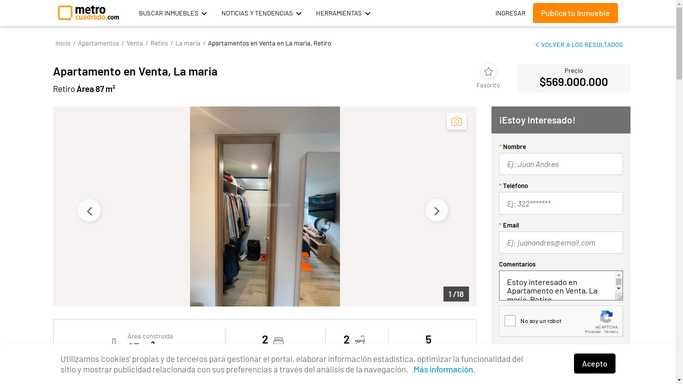 metro
cuadrado.com
BUSCAR INMUEBLES
NOTICIAS Y TENDENCIAS
HERRAMIENTAS
INGRESAR
Publica tu Inmueble
Inicio / Apartamentos / Venta / Retiro / La maria / Apartamentos en Venta en La maria, Retiro
VOLVER A LOS RESULTADOS
Apartamento en Venta, La maria
Retiro Área 87 m²
Favorito
Precio
$569.000.000
¡Estoy Interesado!
* Nombre
Ej: Juan Andres
* Teléfono
Ej: 322*******
* Email
Ej: juanandres@email.com
Comentarios
Estoy interesado en
Apartamento en Venta, La
maria, Retiro
No soy un robot
reCAPTCHA
Privacidad - Términos
1 /18
Área construida
2
2
5
Utilizamos 'cookies' propias y de terceros para gestionar el portal, elaborar información estadística, optimizar la funcionalidad del
sitio y mostrar publicidad relacionada con sus preferencias a través del análisis de la navegación. Más información.
Acepto